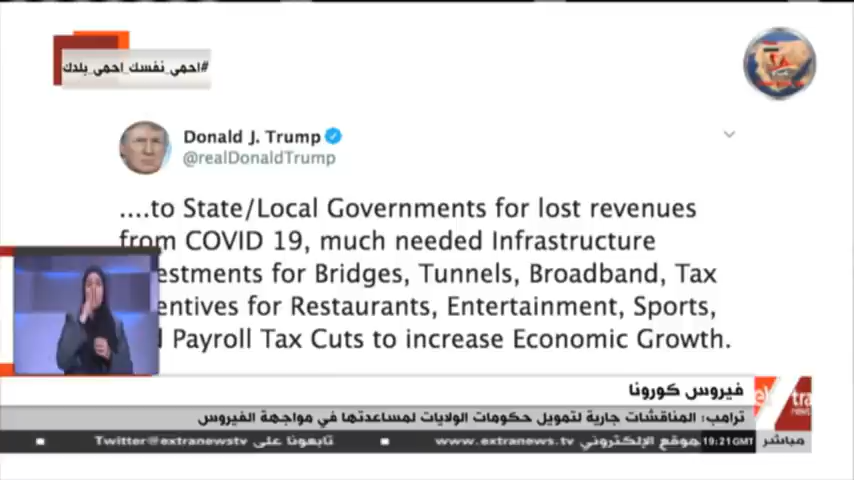 #احمي_نفسك_احمي_بلدك
Donald J. Trump
@realDonaldTrump
....to State/Local Governments for lost revenues
from COVID 19, much needed Infrastructure
estments for Bridges, Tunnels, Broadband, Tax
entives for Restaurants, Entertainment, Sports,
Payroll Tax Cuts to increase Economic Growth.
فيروس كورونا
ترامب: المناقشات جارية لتمويل حكومات الولايات لمساعدتها في مواجهة الفيروس
extra
news
مباشر
19:21 GMT
موقع الإلكتروني www.extranews.tv
تابعونا على Twitter@extranewstv